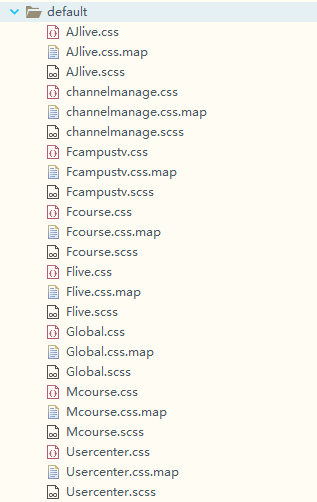 default
AJlive.css
AJlive.css.map
AJlive.scss
channelmanage.css
channelmanage.css.map
channelmanage.scss
Fcampustv.css
Fcampustv.css.map
Fcampustv.scss
Fcourse.css
Fcourse.css.map
Fcourse.scss
Flive.css
Flive.css.map
Flive.scss
Global.css
Global.css.map
Global.scss
Mcourse.css
Mcourse.css.map
Mcourse.scss
Usercenter.css
Usercenter.css.map
Usercenter.scss